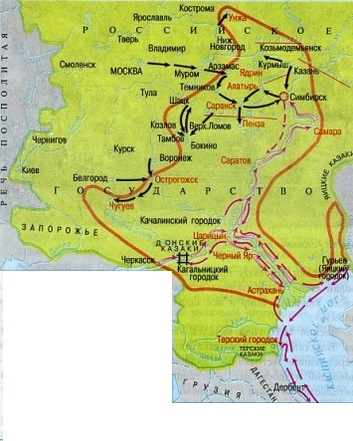 Кострома
Унжа
Ярославль
РОССИЙСКОЕ
Тверь
Ниж
Новгород
Козьмодемьянск
Владимир
Смоленск
МОСКВА
Муром
Арзамас
Ядрин
Курмыш
Казань
Темников
Алатырь
Симбирск
Тула
Шацк
Саранск
Козлов
Верх.Ломов
Пенза
Тамбов
Бокино
Самара
РЕЧЬ ПОСПОЛИТАЯ
Чернигов
Курск
Воронеж
Саратов
Киев
Белгород
Острогожск
ЯИЦКИЕ КАЗАКИ
ГОСУДАРСТВО
Чугуев
Качалинский городок
ЗАПОРОЖЬЕ
Царицын
ДОНСКИЕ
КАЗАКИ
Черный Яр
Черкасск
Кагальницкий
городок
Гурьев
(Яицкий
городок)
Астрахань
Терский городок
ТЕРСКИЕ
КАЗАКИ
ДАГЕСТАН
ГРУЗИЯ
Дербент